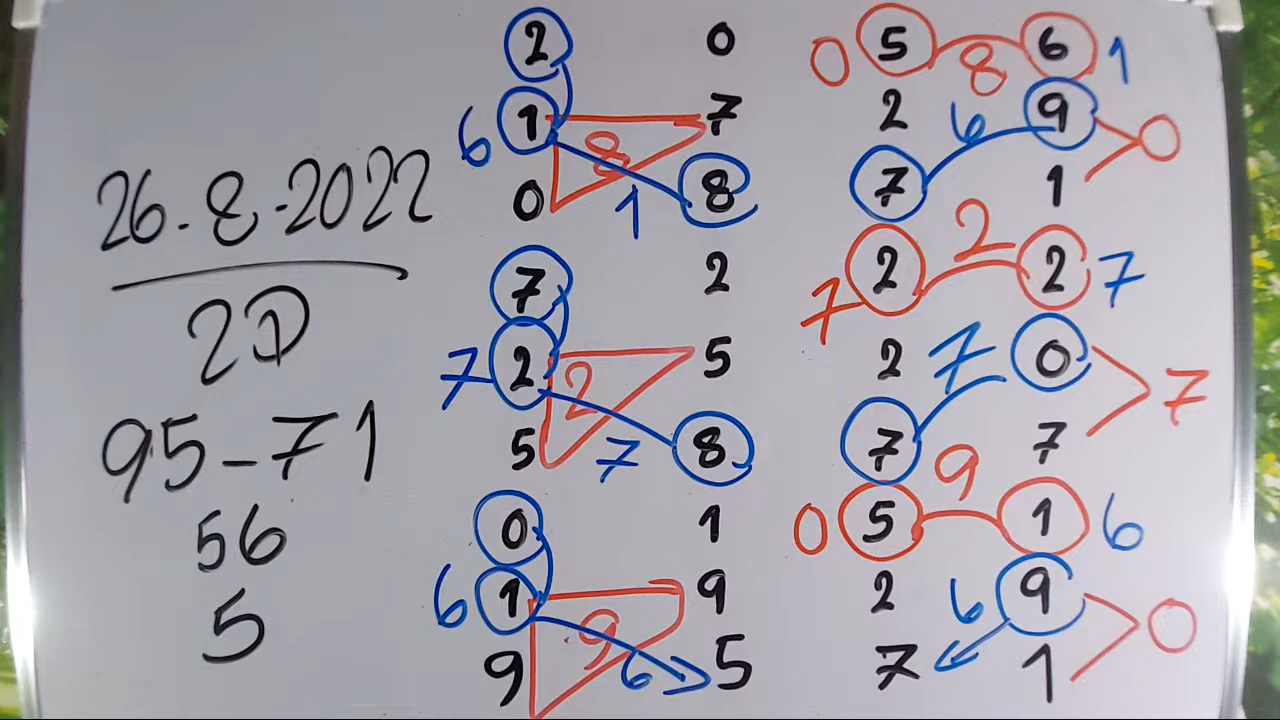 26.8.2022
2D
95-71
56
5
2 0 0 5 8 6 1
6 1 8 7 2 6 9 0
0 1 8 7 1
7 2 7 2 2 2 7
7 2 2 5 2 7 0 7
5 7 8 7 7
0 1 0 5 9 1 6
6 1 9 9 2 6 9 0
9 6 5 7 1